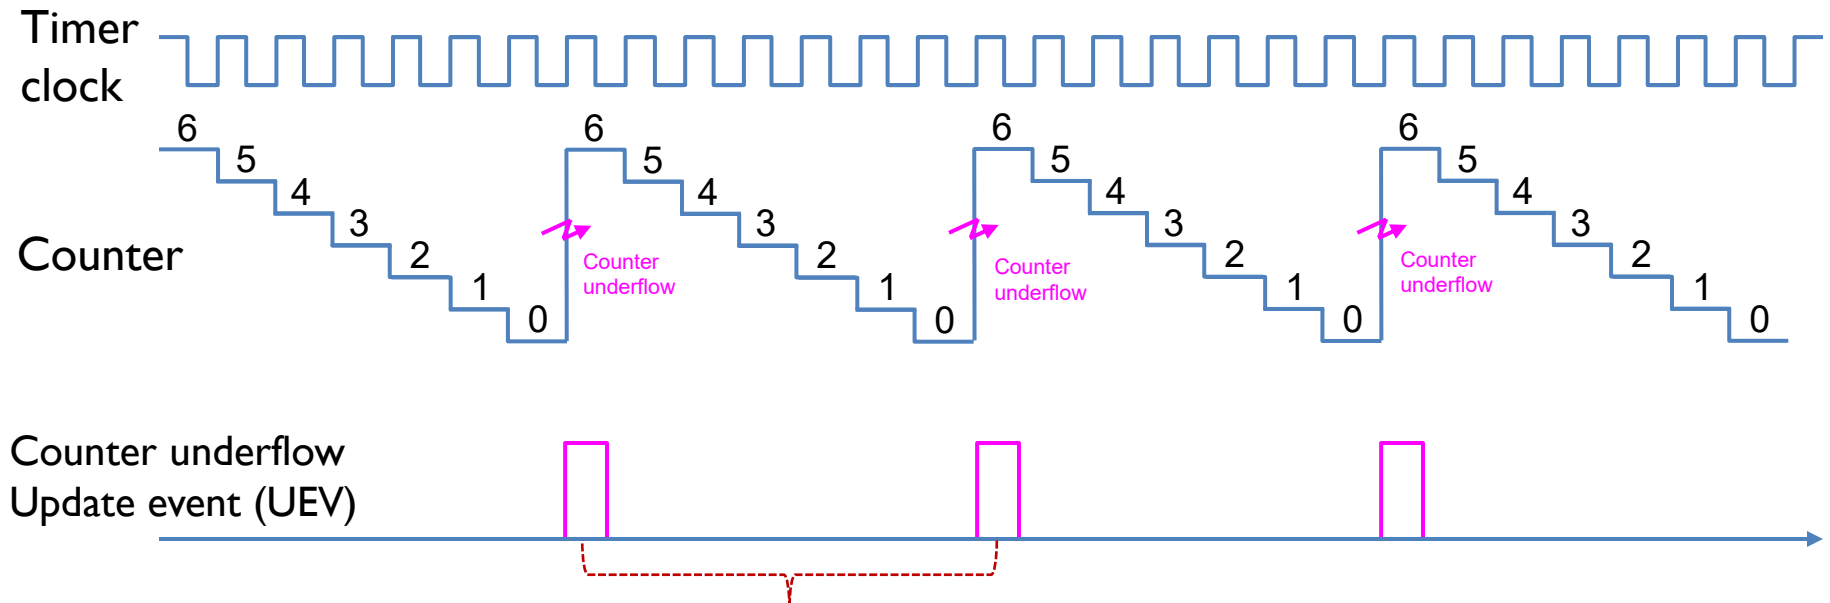 Timer
clock
6 5 4 3 2 1 0 6 5 4 3 2 1 0 6 5 4 3 2 1 0 6 5 4 3 2 1 0
Counter
Counter
underflow
Counter
underflow
Counter
underflow
Counter underflow
Update event (UEV)